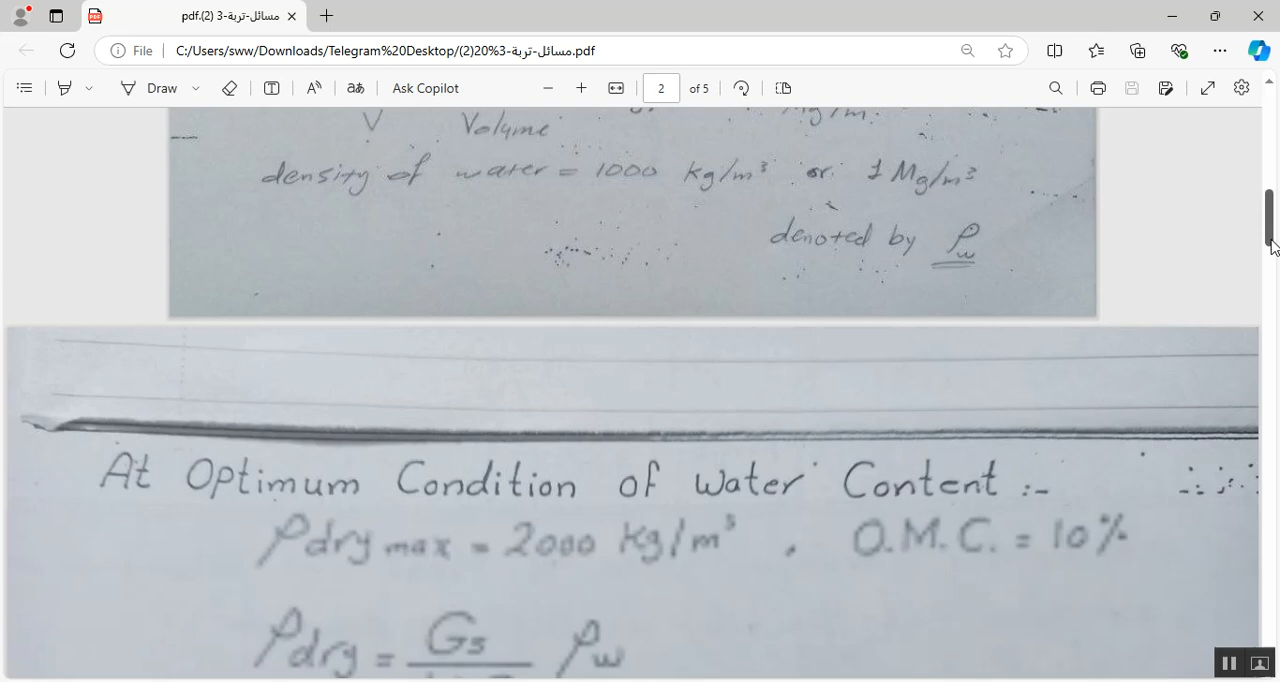 مسائل-تربة-3 (2).pdf
File
C:/Users/sww/Downloads/Telegram%20Desktop/مسائل-تربة-3%20(2).pdf
Draw
Ask Copilot
2 of 5
V Volume Mg/m³
density of water = 1000 kg/m³ or 1 Mg/m³
denoted by ρw
At Optimum Condition of water Content :-
ρdry max = 2000 kg/m³ , O.M.C. = 10%
ρdry = Gs ρw